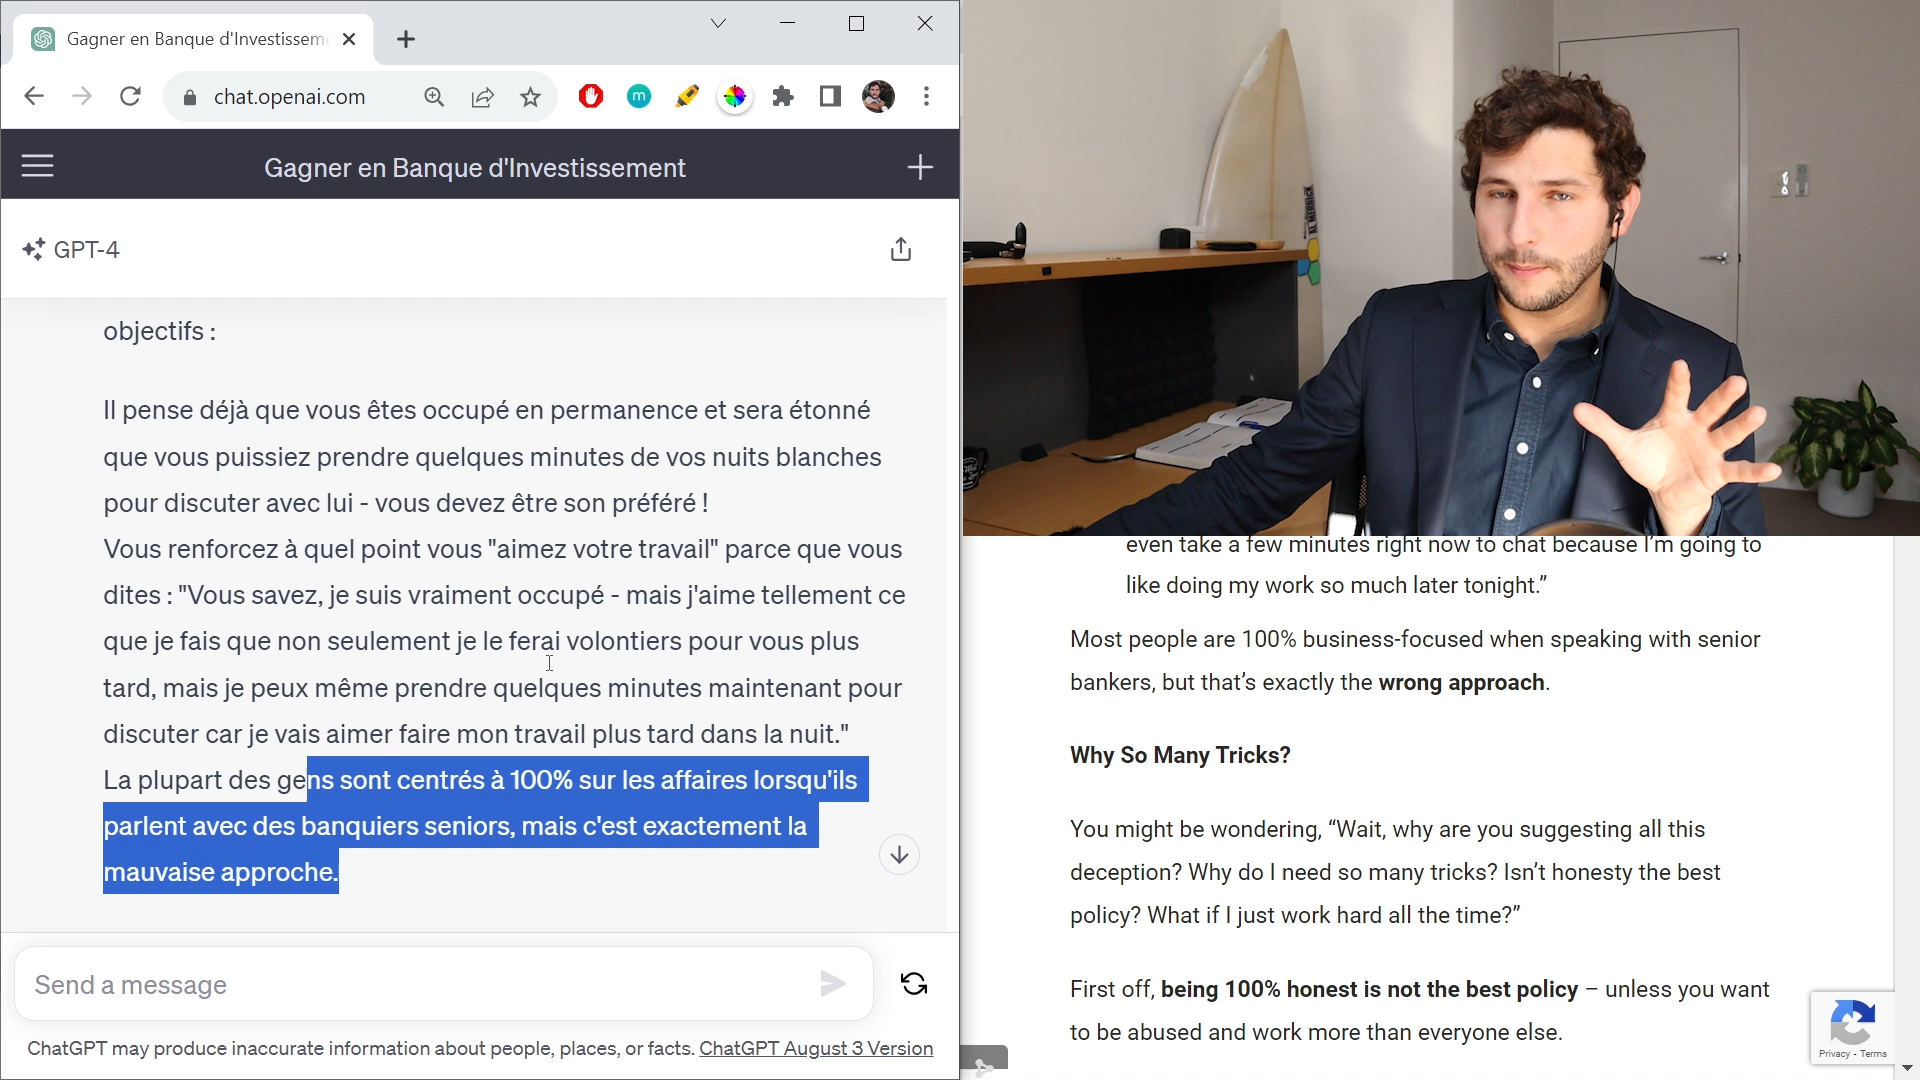 Gagner en Banque d'Investissem
chat.openai.com
m
Gagner en Banque d'Investissement
GPT-4
objectifs :
Il pense déjà que vous êtes occupé en permanence et sera étonné
que vous puissiez prendre quelques minutes de vos nuits blanches
pour discuter avec lui - vous devez être son préféré !
Vous renforcez à quel point vous "aimez votre travail" parce que vous
dites : "Vous savez, je suis vraiment occupé - mais j'aime tellement ce
que je fais que non seulement je le ferai volontiers pour vous plus
tard, mais je peux même prendre quelques minutes maintenant pour
discuter car je vais aimer faire mon travail plus tard dans la nuit."
La plupart des gens sont centrés à 100% sur les affaires lorsqu'ils
parlent avec des banquiers seniors, mais c'est exactement la
mauvaise approche.
Send a message
ChatGPT may produce inaccurate information about people, places, or facts. ChatGPT August 3 Version
AL MERRICK
even take a few minutes right now to chat because I'm going to
like doing my work so much later tonight.”
Most people are 100% business-focused when speaking with senior
bankers, but that’s exactly the wrong approach.
Why So Many Tricks?
You might be wondering, “Wait, why are you suggesting all this
deception? Why do I need so many tricks? Isn’t honesty the best
policy? What if I just work hard all the time?”
First off, being 100% honest is not the best policy – unless you want
to be abused and work more than everyone else.
Privacy - Terms